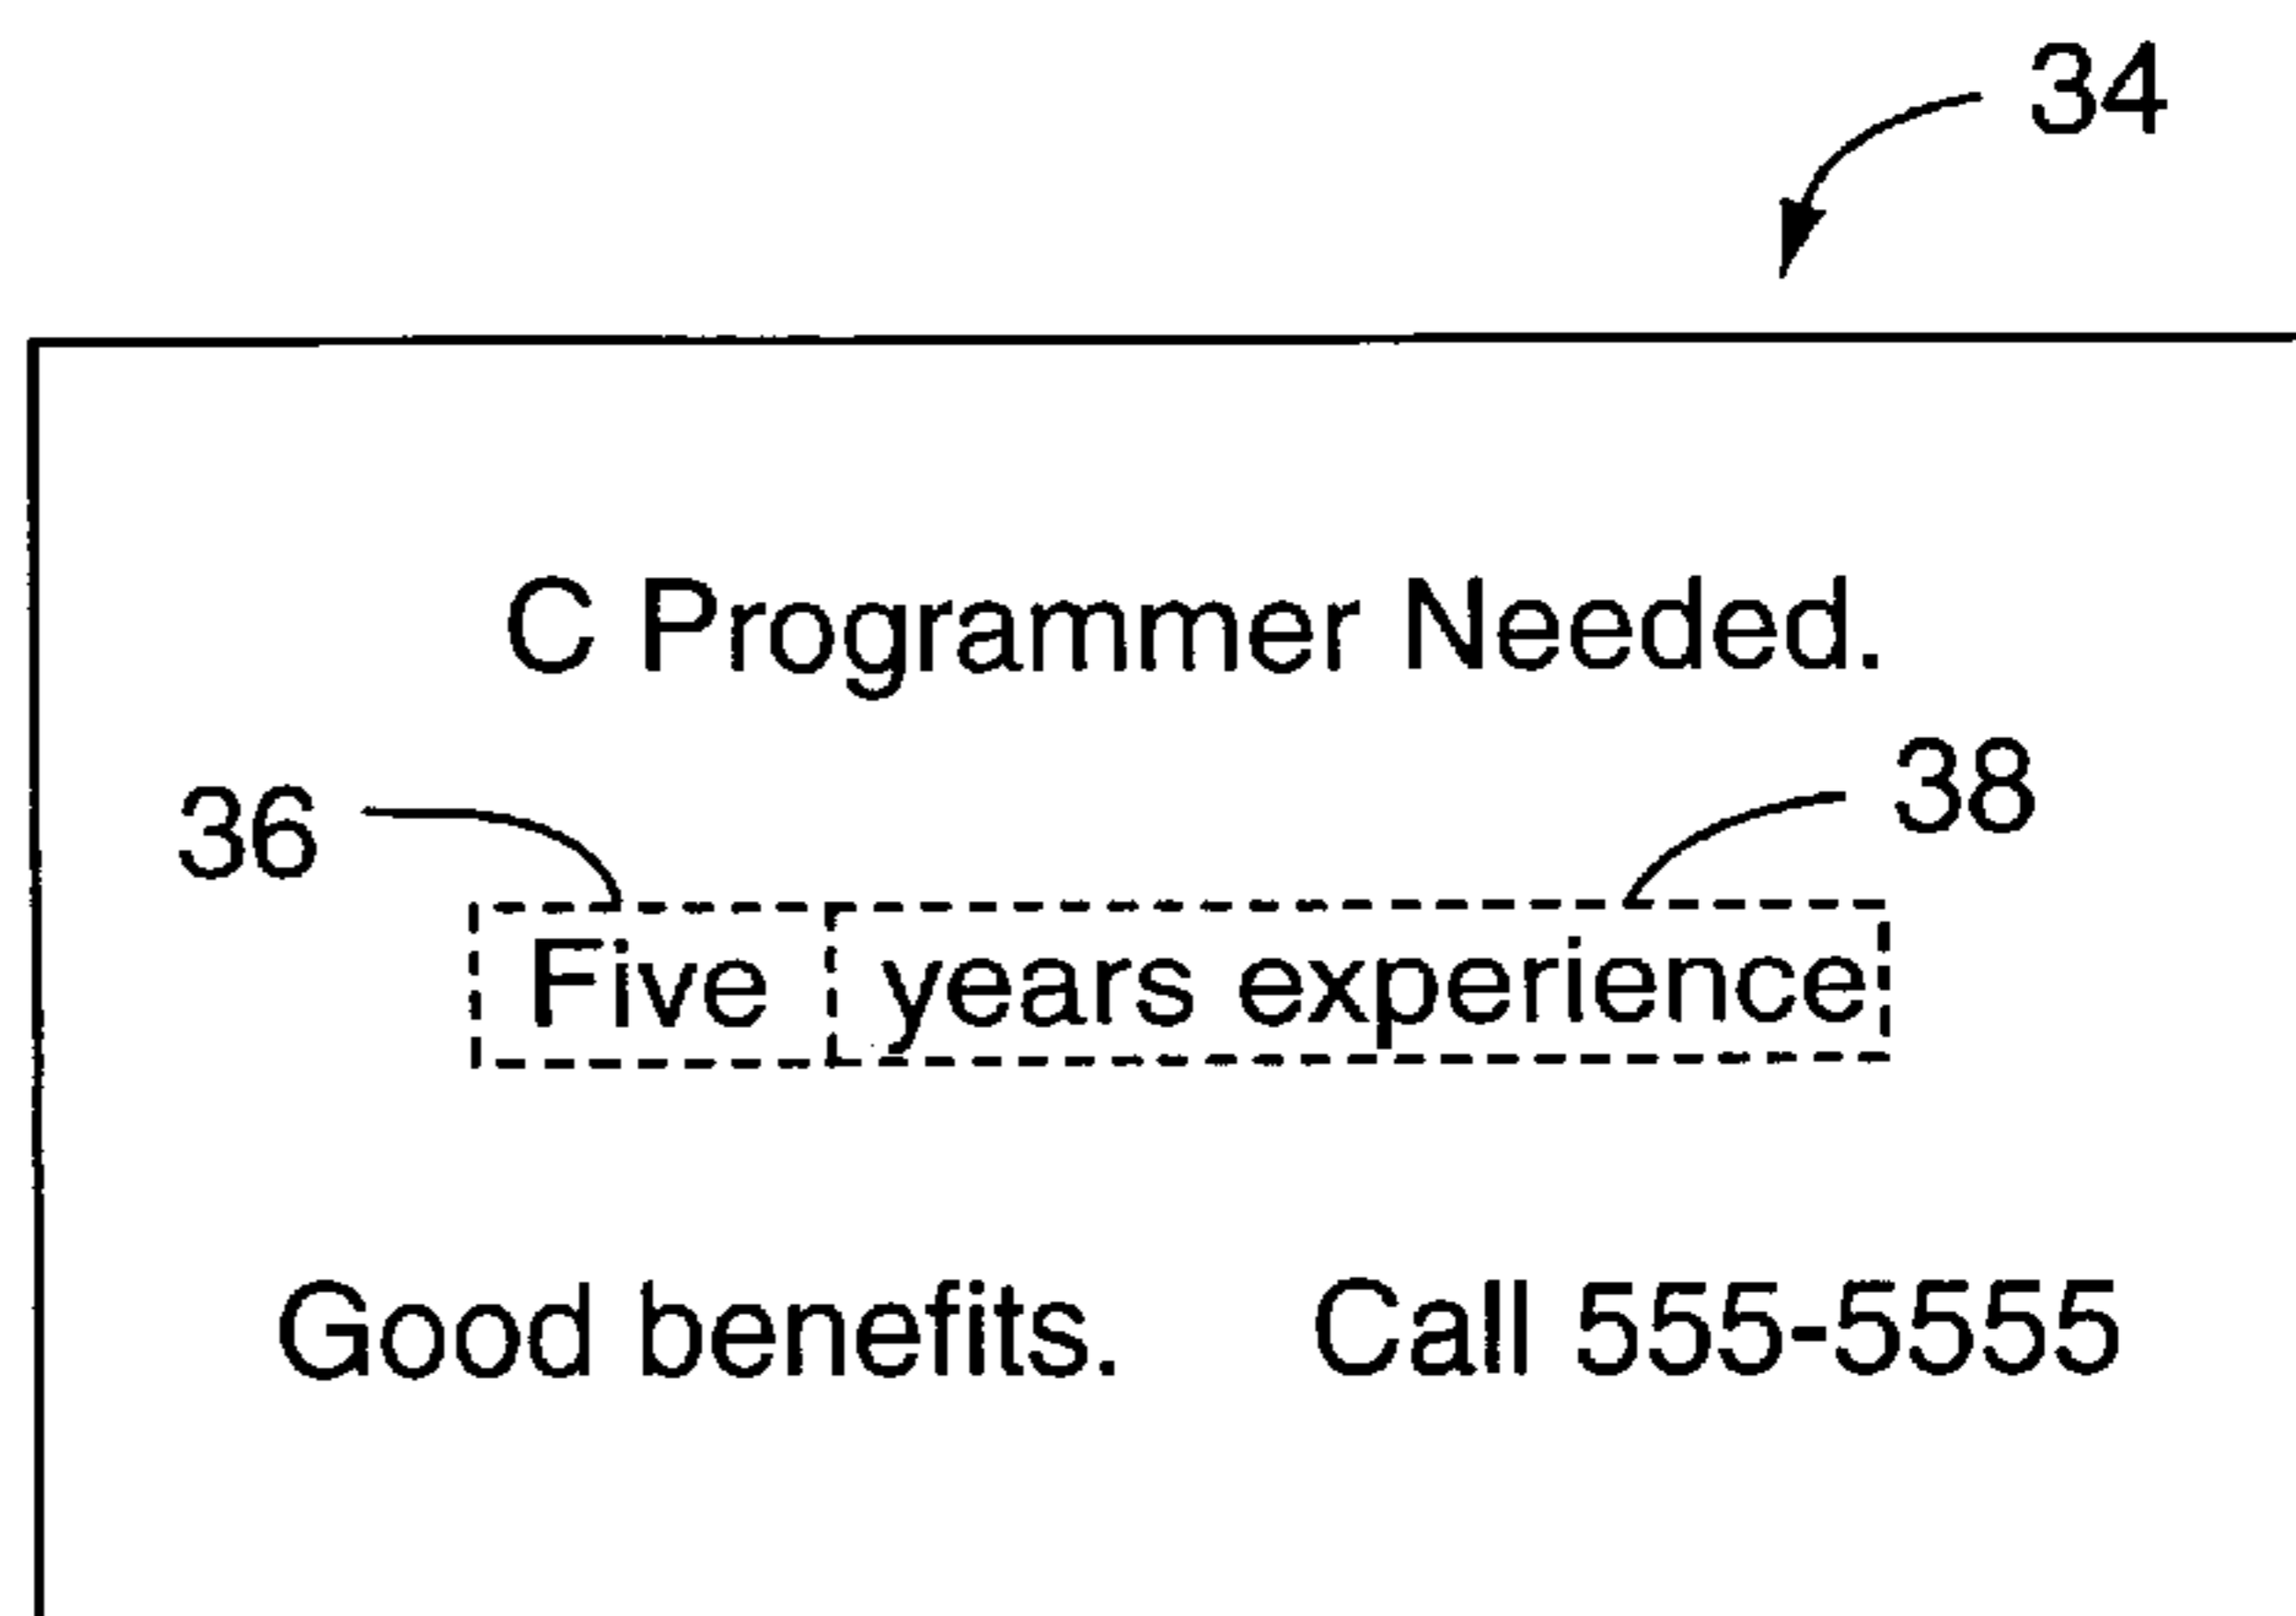 34
C Programmer Needed.
36 38
Five years experience
Good benefits. Call 555-5555